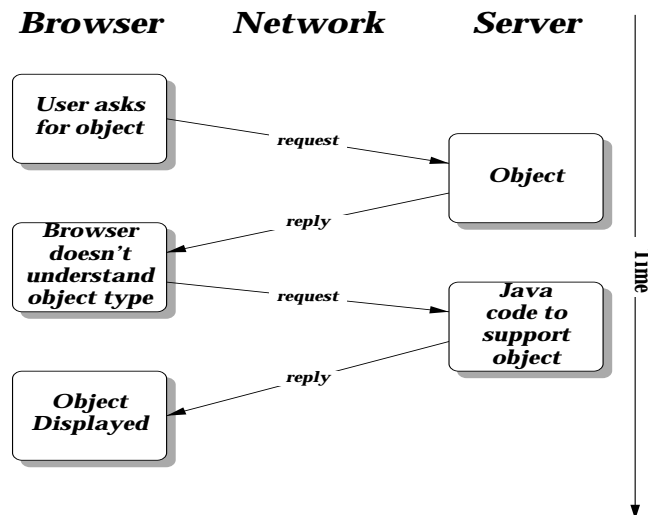 Browser Network Server
User asks
for object
request
Object
reply
Browser
doesn't
understand
object type
request
Java
code to
support
object
reply
Object
Displayed
Time